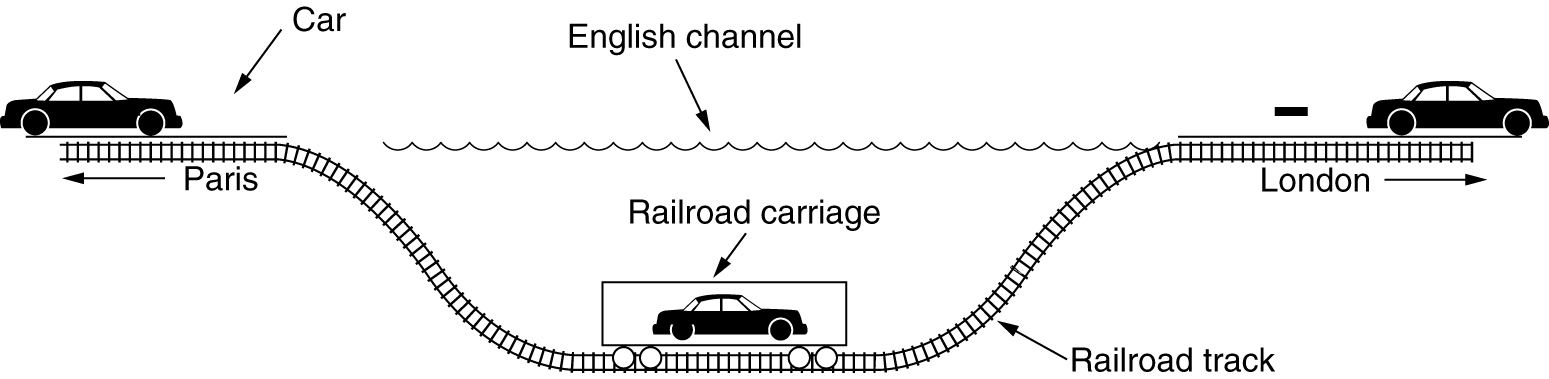 Car
English channel
Paris
London
Railroad carriage
Railroad track